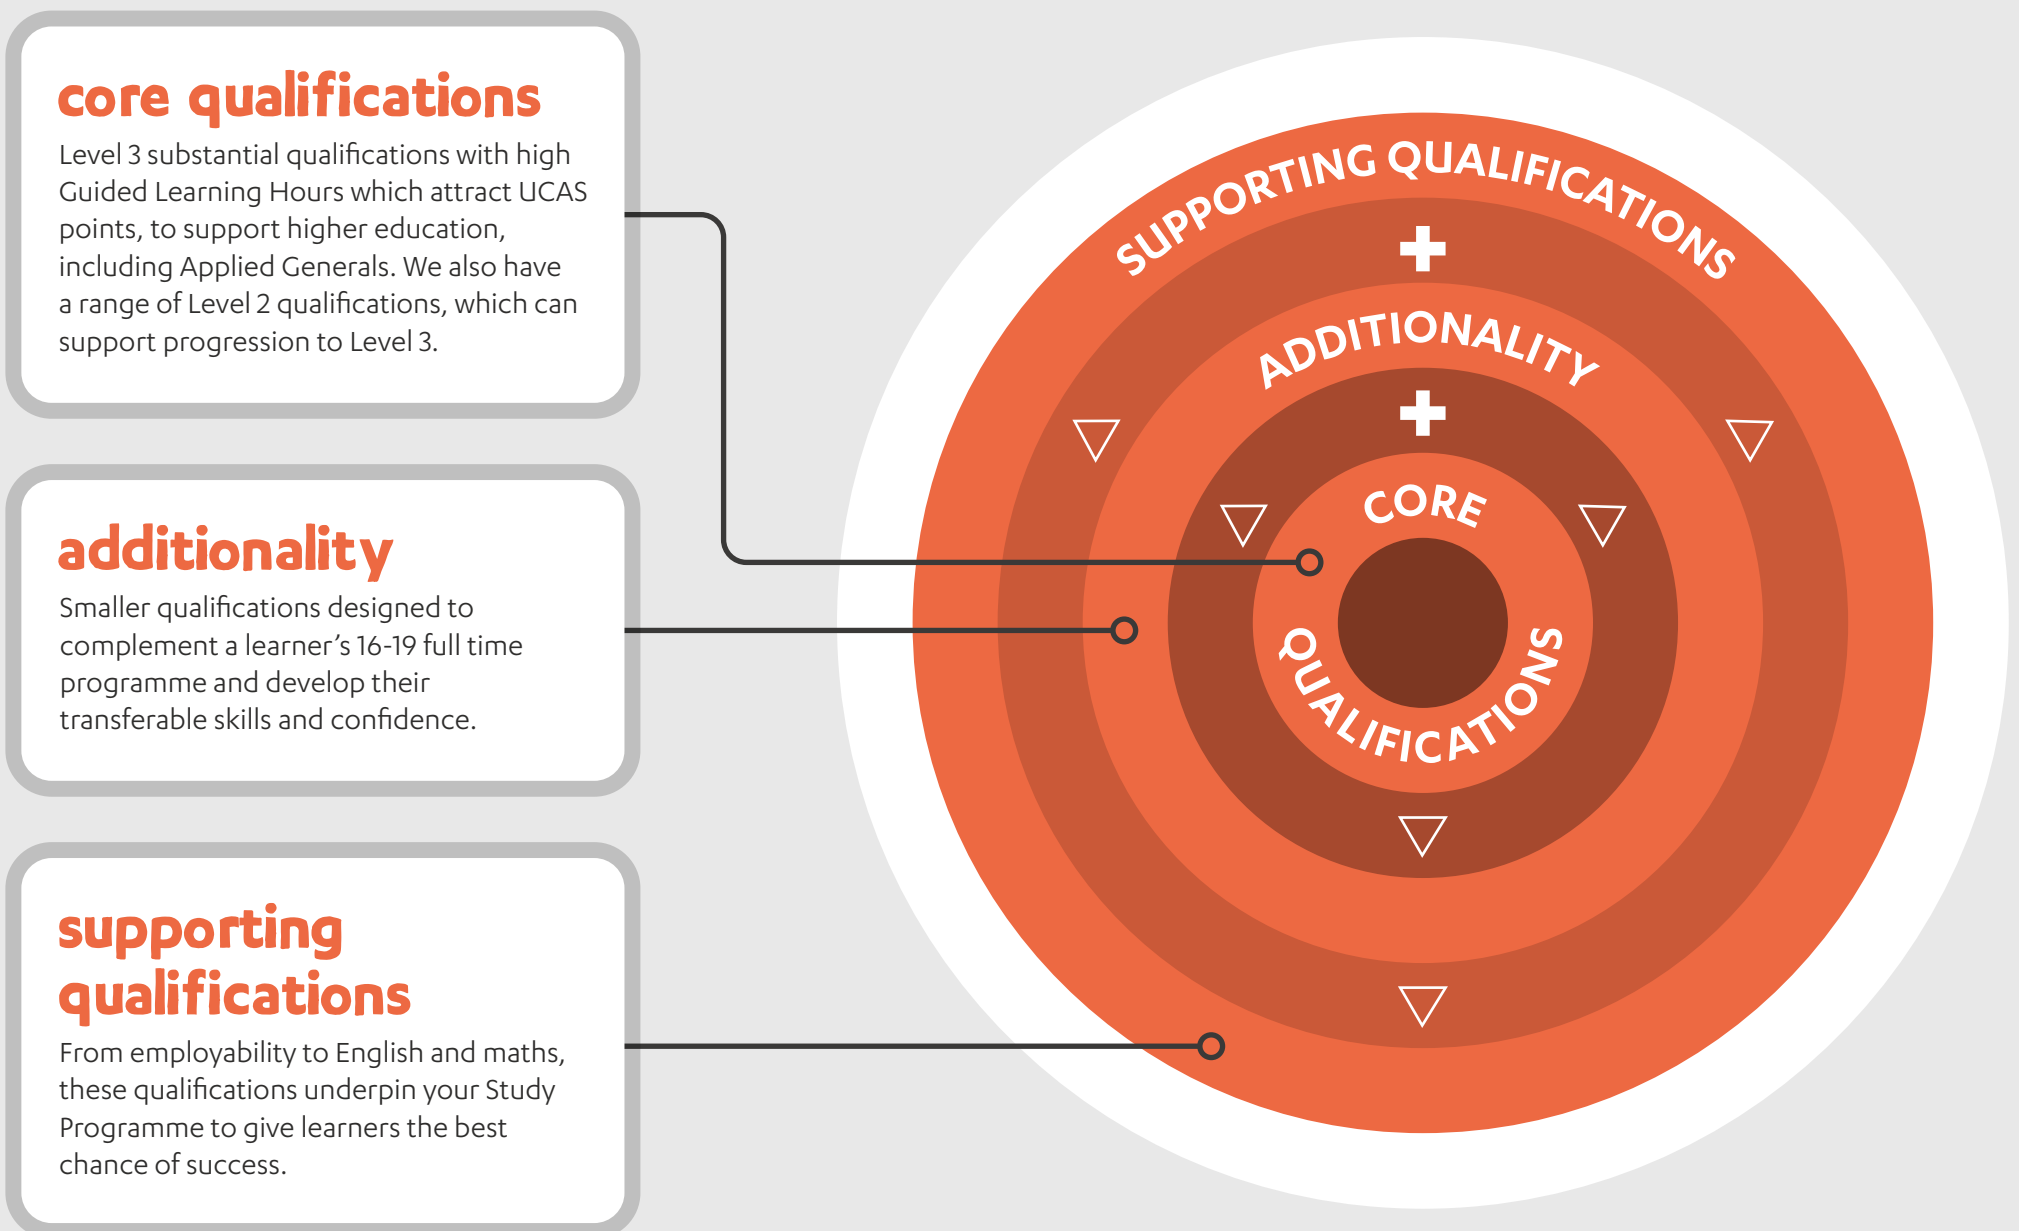 core qualifications
Level 3 substantial qualifications with high
Guided Learning Hours which attract UCAS
points, to support higher education,
including Applied Generals. We also have
a range of Level 2 qualifications, which can
support progression to Level 3.
additionality
Smaller qualifications designed to
complement a learner’s 16-19 full time
programme and develop their
transferable skills and confidence.
supporting
qualifications
From employability to English and maths,
these qualifications underpin your Study
Programme to give learners the best
chance of success.
SUPPORTING QUALIFICATIONS
ADDITIONALITY
CORE
QUALIFICATIONS